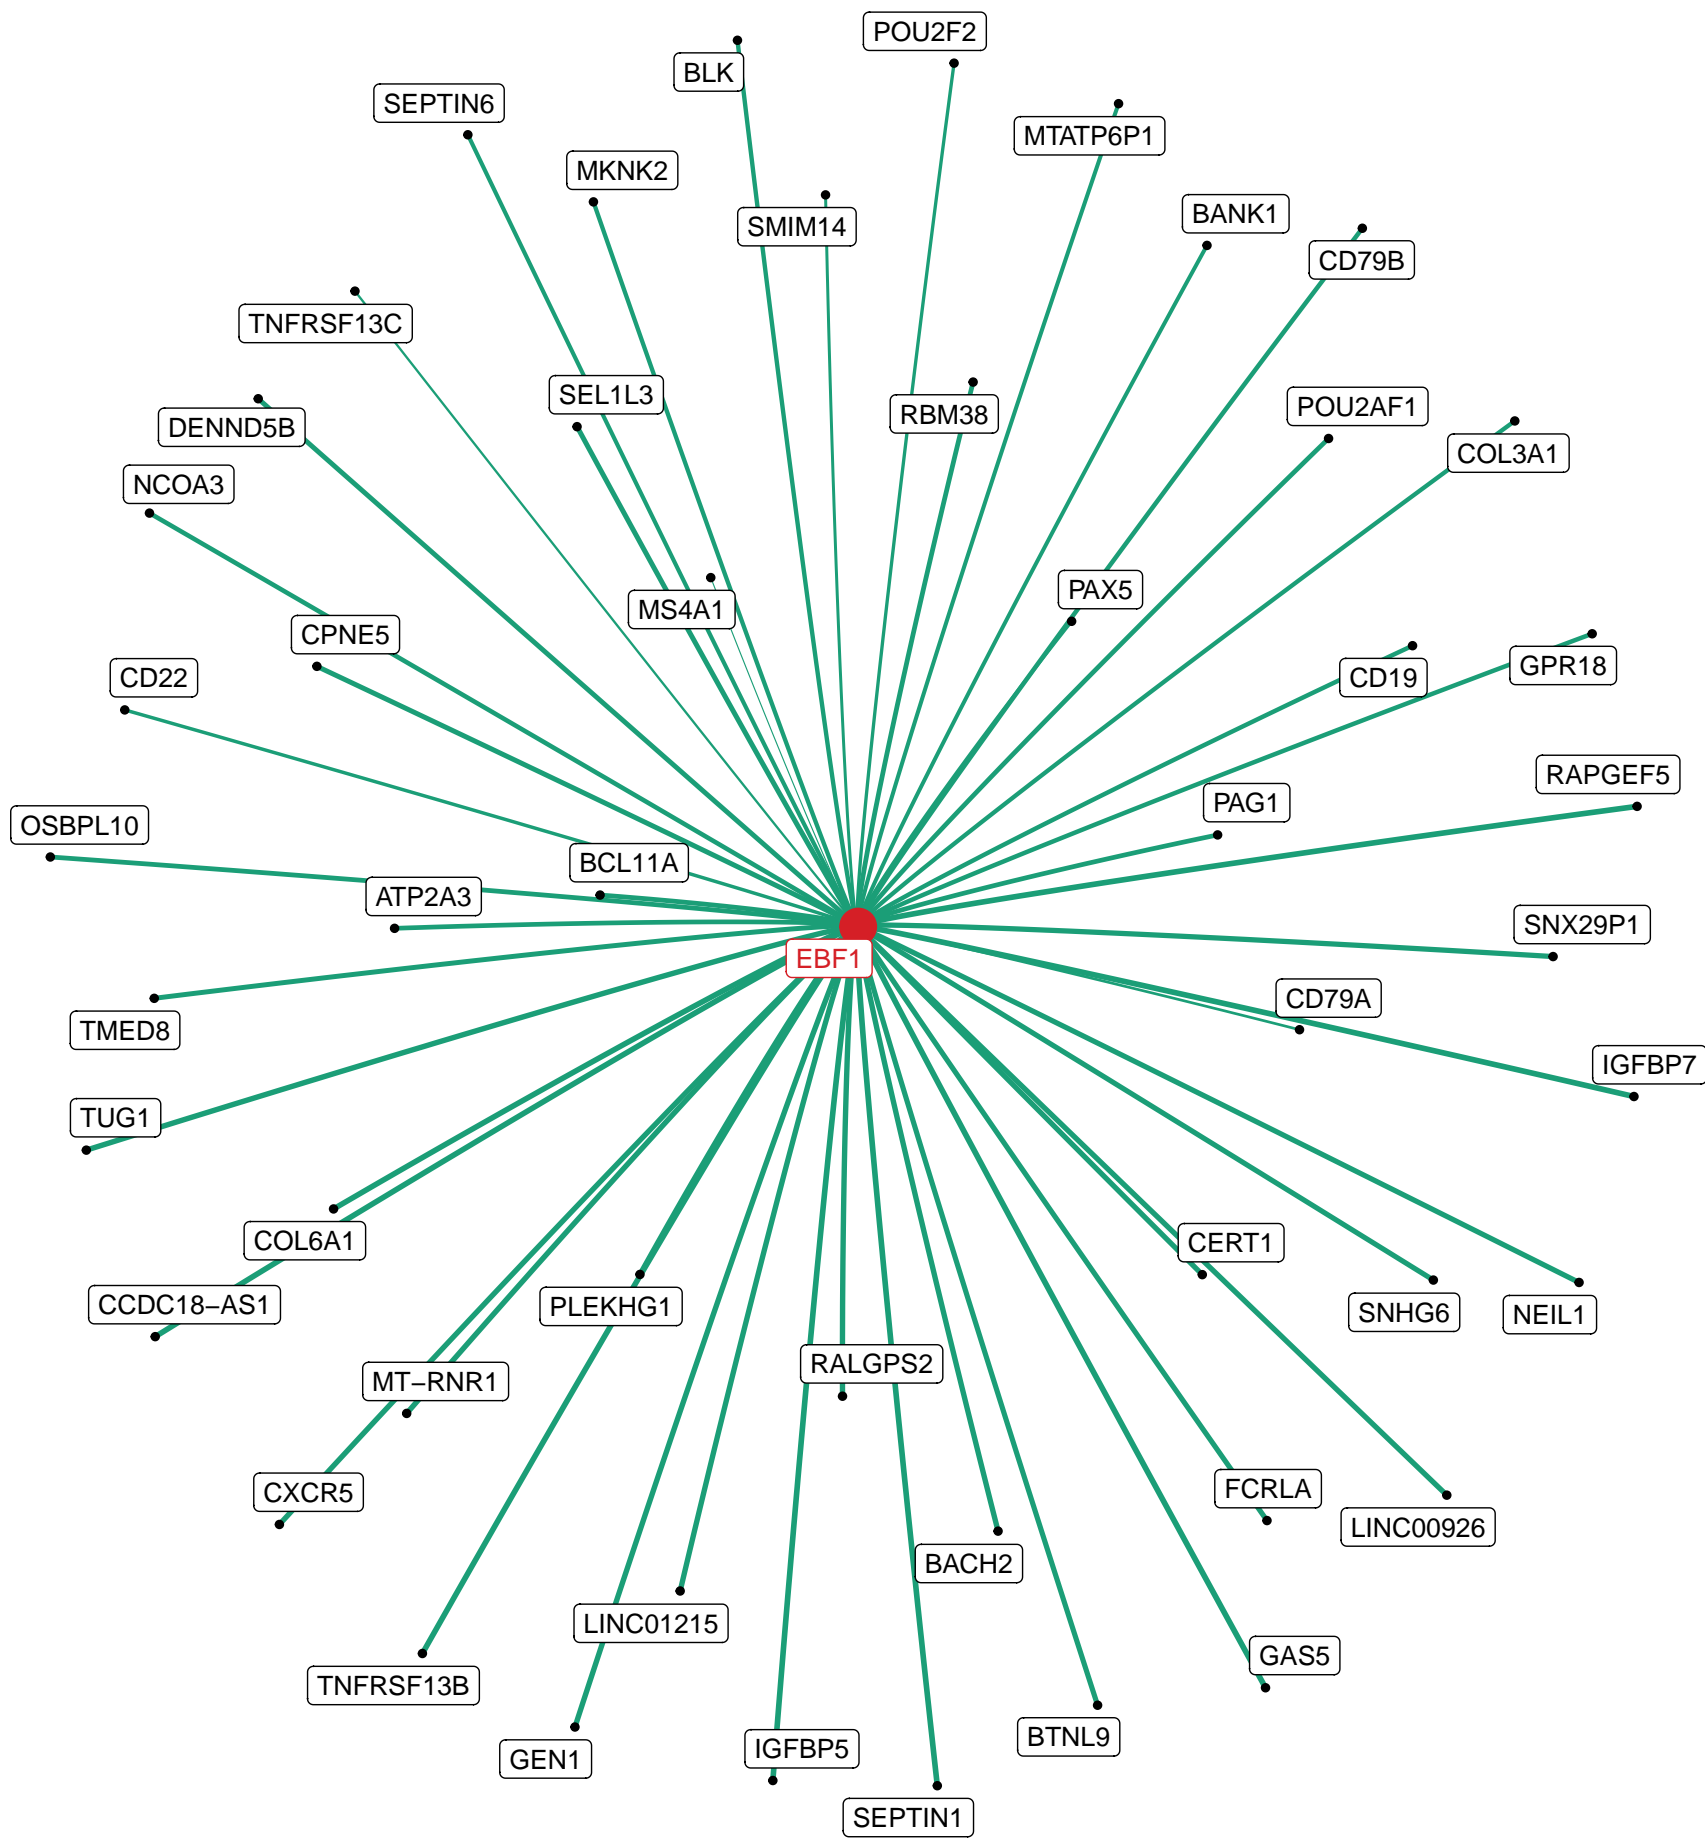 POU2F2
BLK
SEPTIN6
MTATP6P1
MKNK2
BANK1
SMIM14
CD79B
TNFRSF13C
SEL1L3
POU2AF1
RBM38
DENND5B
COL3A1
NCOA3
PAX5
MS4A1
CPNE5
GPR18
CD22
CD19
RAPGEF5
PAG1
OSBPL10
BCL11A
ATP2A3
SNX29P1
EBF1
CD79A
TMED8
IGFBP7
TUG1
COL6A1
CERT1
CCDC18−AS1
PLEKHG1
SNHG6
NEIL1
RALGPS2
MT−RNR1
FCRLA
CXCR5
LINC00926
BACH2
LINC01215
GAS5
TNFRSF13B
BTNL9
IGFBP5
GEN1
SEPTIN1